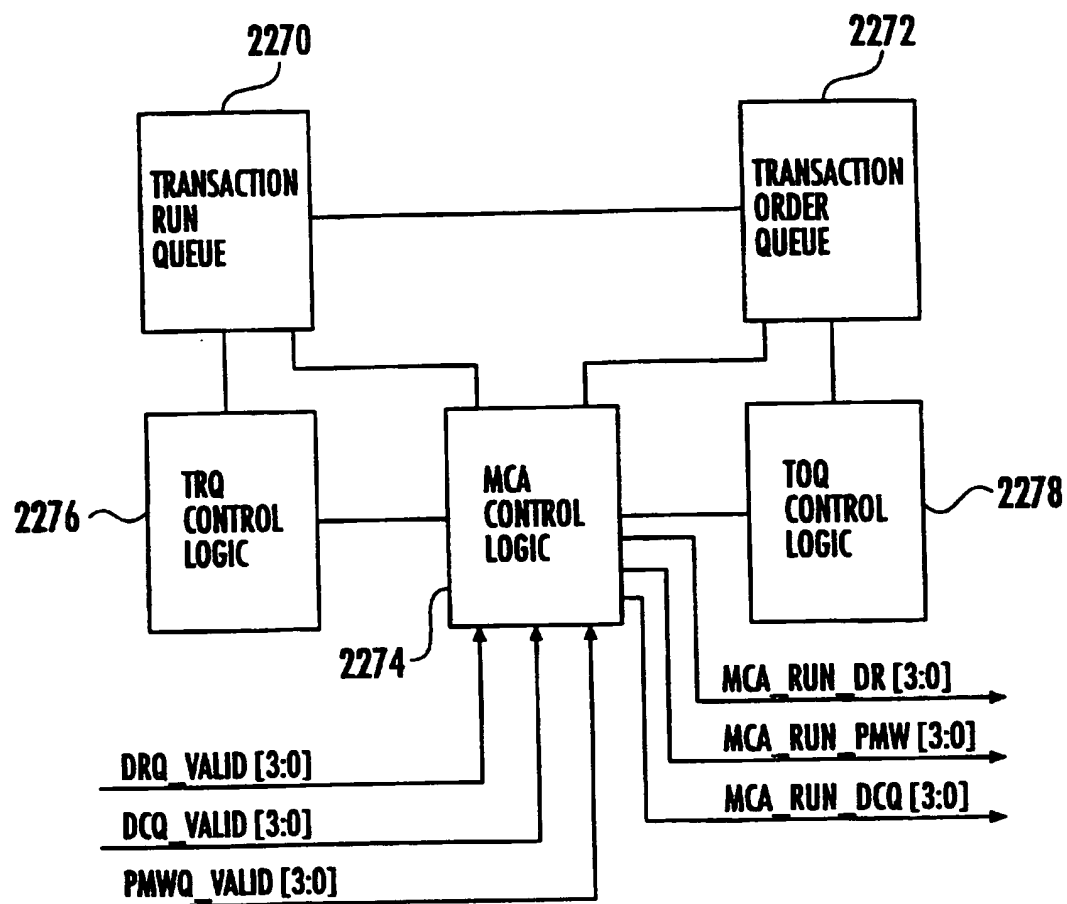 2270
2272
TRANSACTION
RUN
QUEUE
TRANSACTION
ORDER
QUEUE
2276
TRQ
CONTROL
LOGIC
MCA
CONTROL
LOGIC
TOQ
CONTROL
LOGIC
2278
2274
MCA_RUN_DR [3:0]
MCA_RUN_PMW [3:0]
MCA_RUN_DCQ [3:0]
DRQ_VALID [3:0]
DCQ_VALID [3:0]
PMWQ_VALID [3:0]